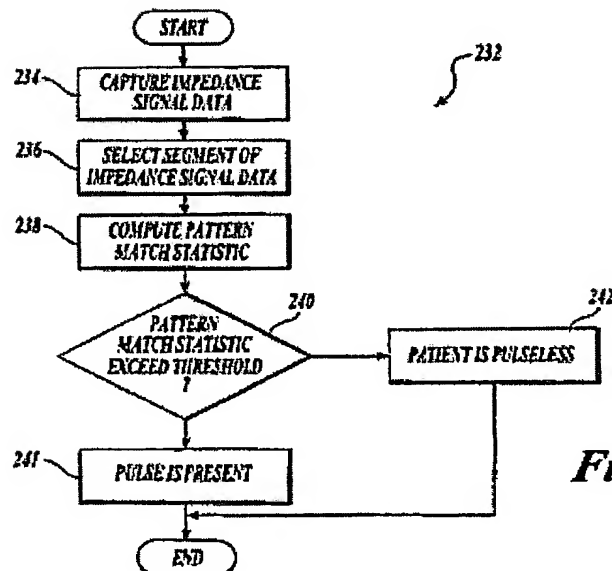 START
232
234
CAPTURE IMPEDANCE
SIGNAL DATA
236
SELECT SEGMENT OF
IMPEDANCE SIGNAL DATA
238
COMPUTE PATTERN
MATCH STATISTIC
240
PATTERN
MATCH STATISTIC
EXCEED THRESHOLD
?
242
PATIENT IS PULSELESS
241
PULSE IS PRESENT
END